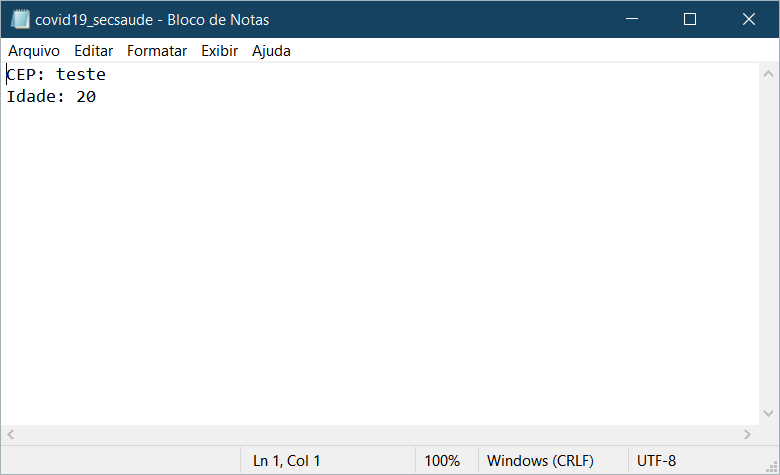 covid19_secsaude - Bloco de Notas
Arquivo Editar Formatar Exibir Ajuda
CEP: teste
Idade: 20
Ln 1, Col 1 100% Windows (CRLF) UTF-8